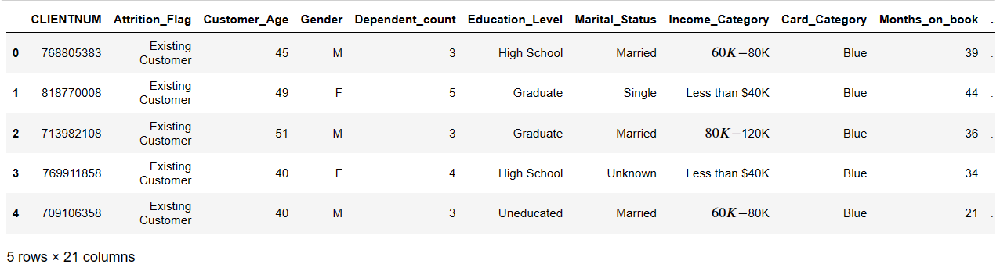 CLIENTNUM Attrition_Flag Customer_Age Gender Dependent_count Education_Level Marital_Status Income_Category Card_Category Months_on_book ..
0 768805383 Existing Customer 45 M 3 High School Married 60K−80K Blue 39 ..
1 818770008 Existing Customer 49 F 5 Graduate Single Less than $40K Blue 44 ..
2 713982108 Existing Customer 51 M 3 Graduate Married 80K−120K Blue 36 ..
3 769911858 Existing Customer 40 F 4 High School Unknown Less than $40K Blue 34 ..
4 709106358 Existing Customer 40 M 3 Uneducated Married 60K−80K Blue 21 ..
5 rows × 21 columns